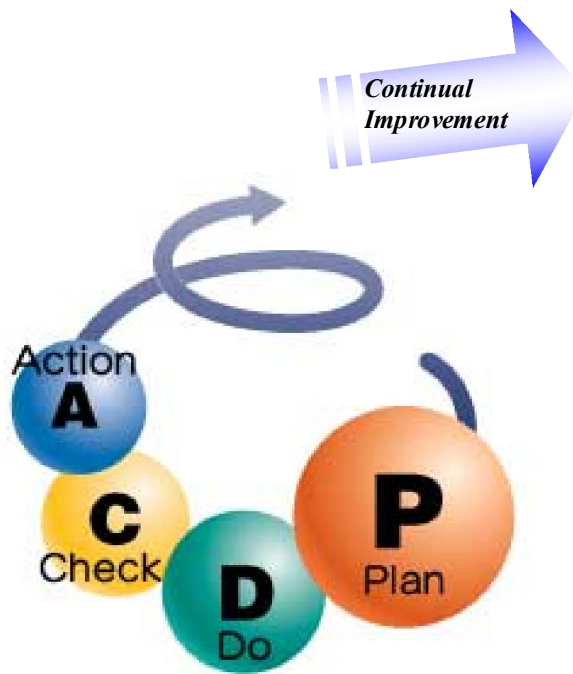 Continual
Improvement
Action
A
C
Check
D
Do
P
Plan